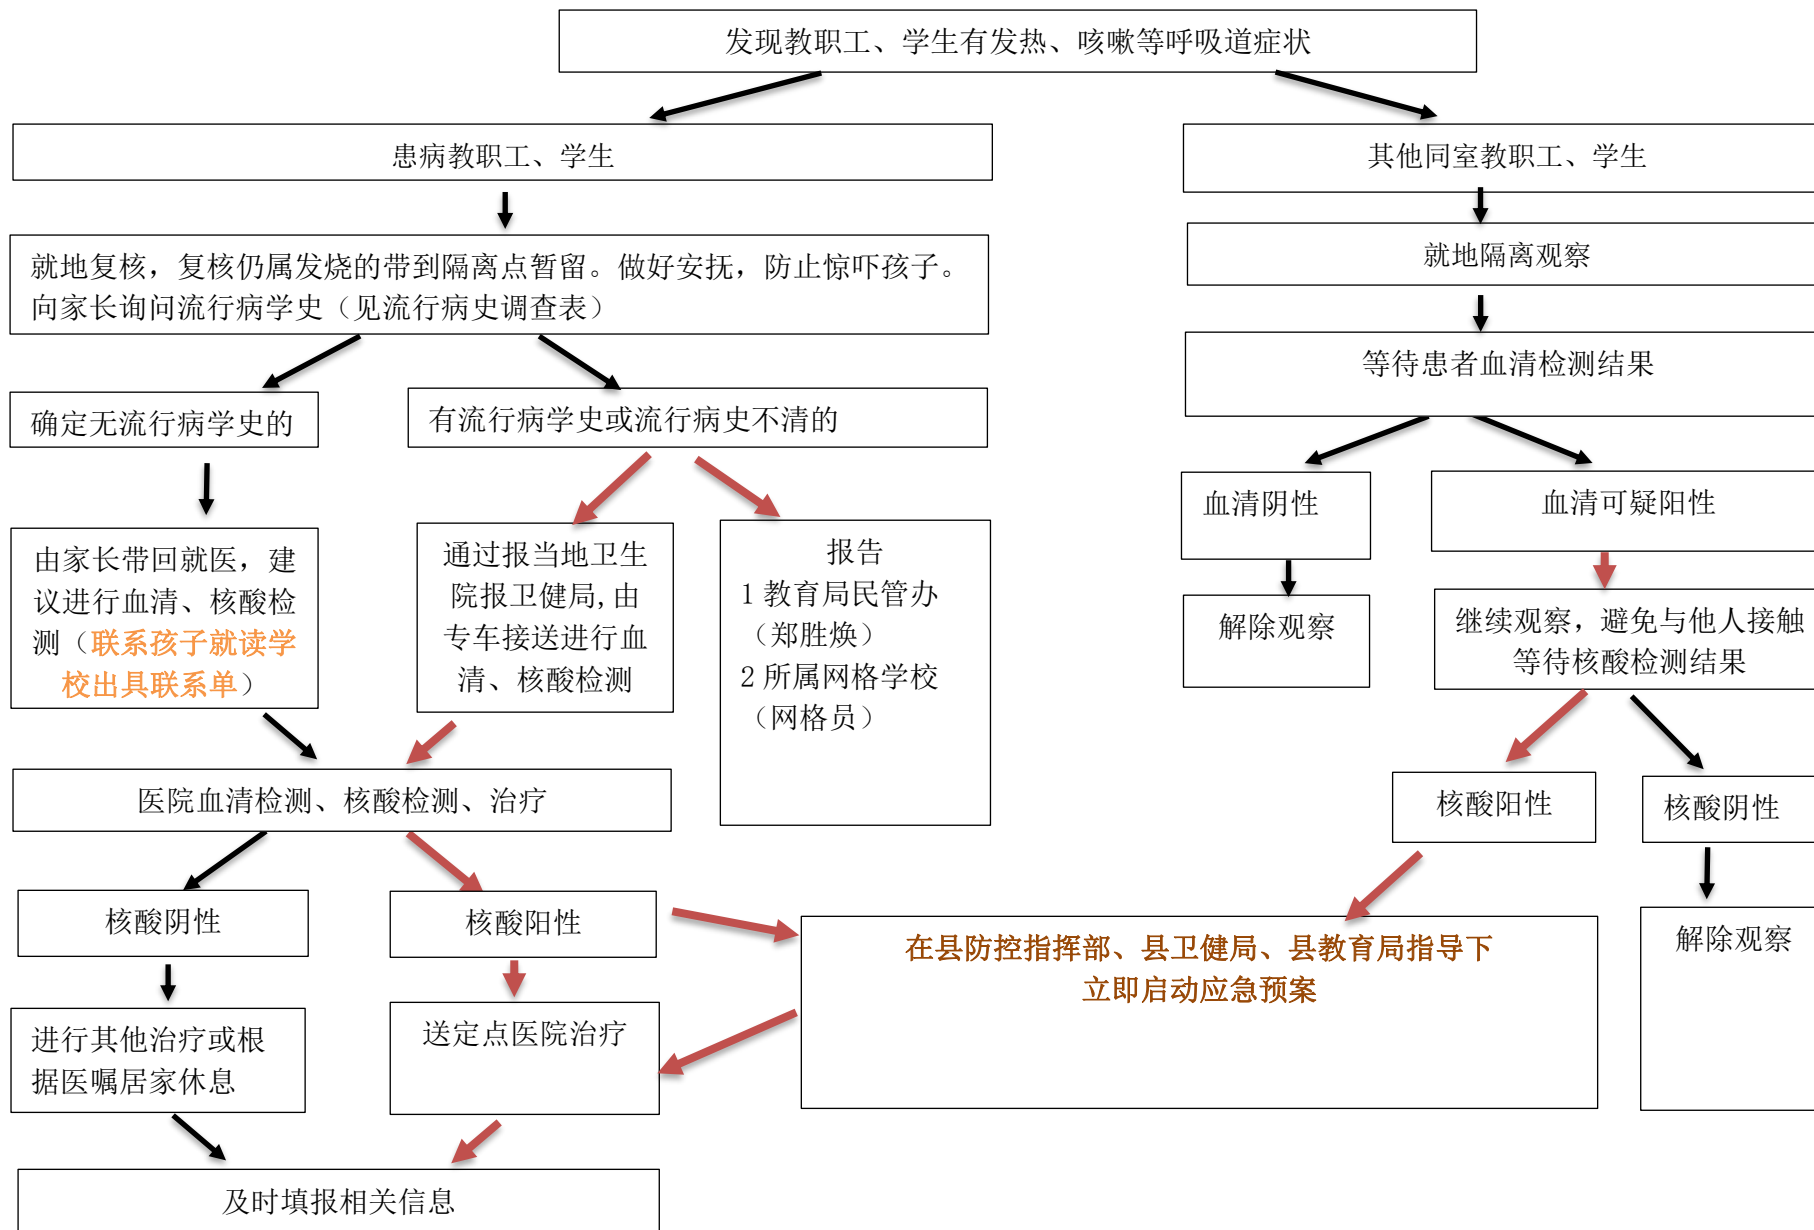 发现教职工、学生有发热、咳嗽等呼吸道症状
患病教职工、学生
其他同室教职工、学生
就地复核，复核仍属发烧的带到隔离点暂留。做好安抚，防止惊吓孩子。
向家长询问流行病学史（见流行病史调查表）
就地隔离观察
等待患者血清检测结果
确定无流行病学史的
有流行病学史或流行病史不清的
血清阴性
血清可疑阳性
由家长带回就医，建
议进行血清、核酸检
测（联系孩子就读学
校出具联系单）
通过报当地卫生
院报卫健局,由
专车接送进行血
清、核酸检测
报告
1 教育局民管办
（郑胜焕）
2 所属网格学校
（网格员）
解除观察
继续观察，避免与他人接触
等待核酸检测结果
医院血清检测、核酸检测、治疗
核酸阳性
核酸阴性
核酸阴性
核酸阳性
在县防控指挥部、县卫健局、县教育局指导下
立即启动应急预案
解除观察
进行其他治疗或根
据医嘱居家休息
送定点医院治疗
及时填报相关信息